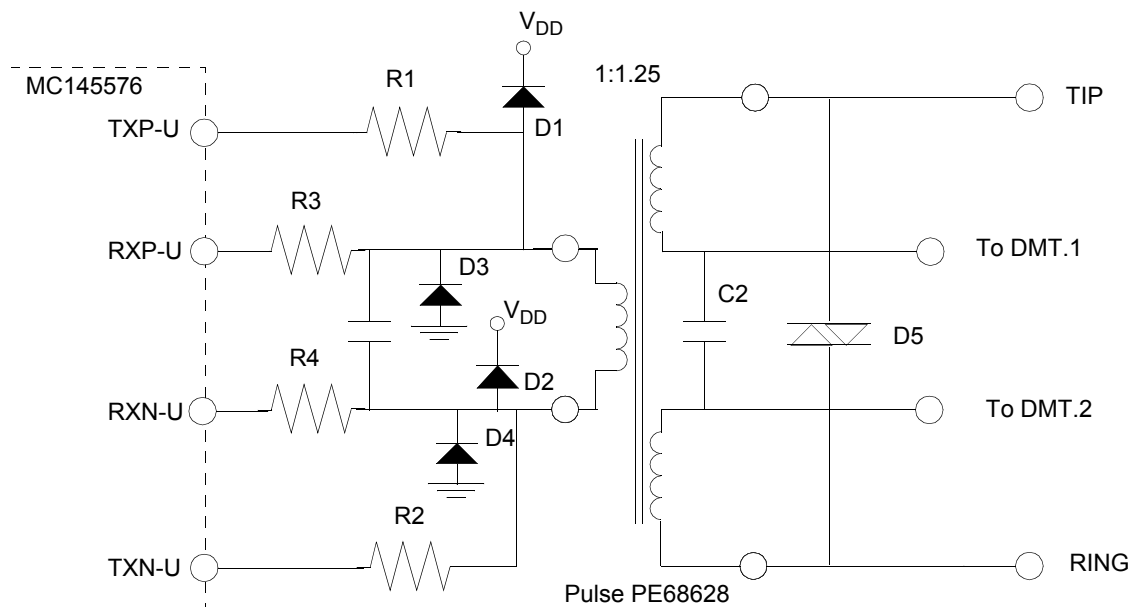 VDD
1:1.25
MC145576
R1
TIP
TXP-U
D1
R3
RXP-U
To DMT.1
D3
C2
VDD
D5
R4
D2
RXN-U
To DMT.2
D4
R2
TXN-U
RING
Pulse PE68628